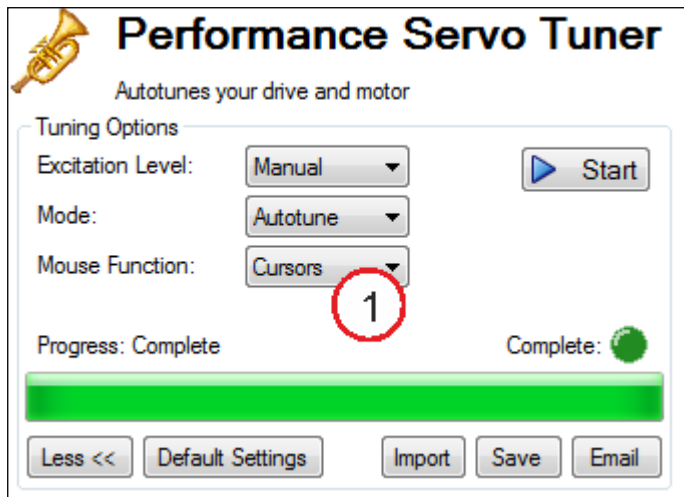 Performance Servo Tuner
Autotunes your drive and motor
Tuning Options
Excitation Level: Manual Start
Mode: Autotune
Mouse Function: Cursors
1
Progress: Complete Complete:
Less << Default Settings Import Save Email